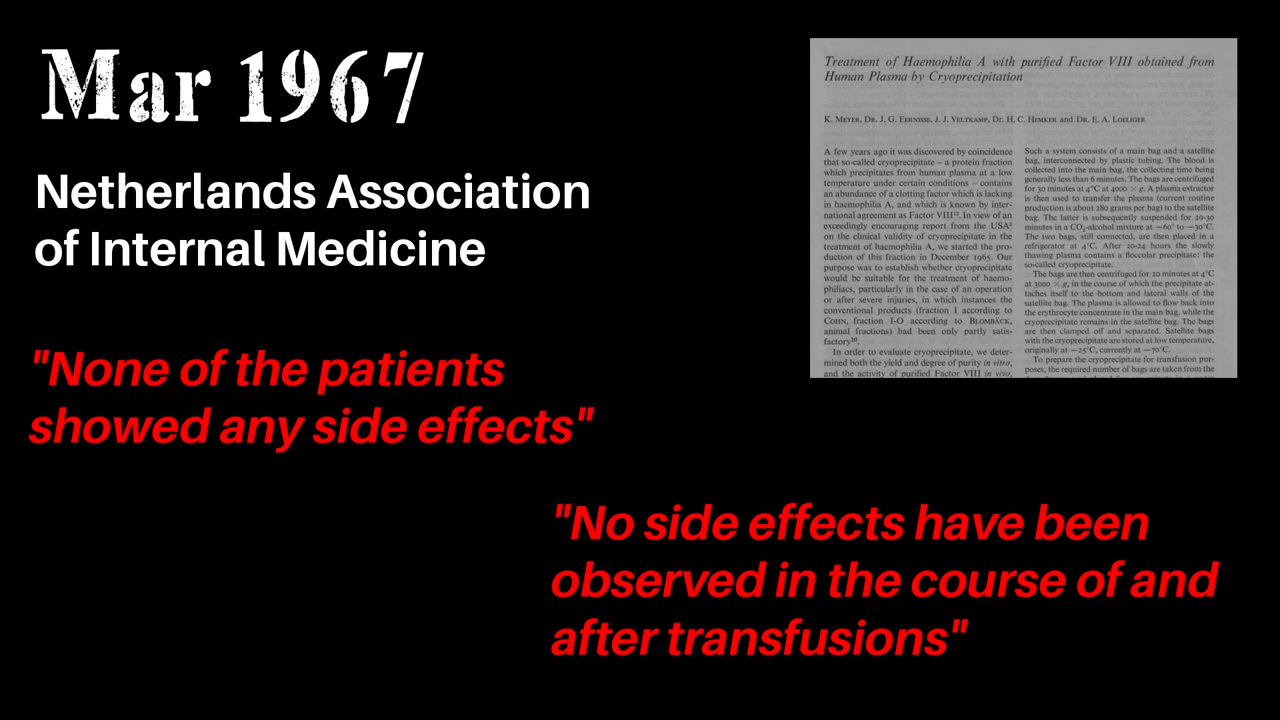 Mar 1967
Netherlands Association
of Internal Medicine
"None of the patients
showed any side effects"
"No side effects have been
observed in the course of and
after transfusions"
Treatment of Haemophilia A with purified Factor VIII obtained from
Human Plasma by Cryoprecipitation
K. MEYER, DR. J. G. EERNISSE, J. J. VELTKAMP, Dr. H. C. HEMKER and DR. E. A. LOELIGER
A few years ago it was discovered by coincidence
that so-called cryoprecipite – a protein fraction
which precipitates from human plasma at a low
temperature under certain conditions – contains
an abundance of a clotting factor which is lacking
in haemophilia A, and which is known by inter-
national agreement as Factor VIII¹². In view of an
exceedingly encouraging report from the USA⁸
on the clinical validity of cryoprecipitate in the
treatment of haemophilia A, we started the pro-
duction of this fraction in December 1965. Our
purpose was to establish whether cryoprecipitate
would be suitable for the treatment of haemo-
philiacs, particularly in the case of an operation
or after severe injuries, in which instances the
conventional products (fraction I according to
COHN, fraction I-O according to BLOMBÄCK,
animal fractions) had been only partly satis-
factory¹⁰.
In order to evaluate cryoprecipitate, we deter-
mined both the yield and degree of purity in vitro,
and the activity of purified Factor VIII in vivo,
Such a system consists of a main bag and a satellite
bag, interconnected by plastic tubing. The blood is
collected into the main bag, the collecting time being
generally less than 6 minutes. The bags are centrifuged
for 30 minutes at 4°C at 4000 × g. A plasma extractor
is then used to transfer the plasma (current routine
production is about 280 grams per bag) to the satellite
bag. The latter is subsequently suspended for 20-30
minutes in a CO₂-alcohol mixture at —60° to —30°C.
The two bags, still connected, are then placed in a
refrigerator at 4°C. After 20-24 hours the slowly
thawing plasma contains a floccular precipitate: the
so-called cryoprecipitate.
The bags are then centrifuged for 20 minutes at 4°C
at 3000 × g, in the course of which the precipitate at-
taches itself to the bottom and lateral walls of the
satellite bag. The plasma is allowed to flow back into
the erythrocyte concentrate in the main bag, while the
cryoprecipitate remains in the satellite bag. The bags
are then clamped off and separated. Satellite bags
with the cryoprecipitate are stored at low temperature,
originally at —25°C, currently at —70°C.
To prepare the cryoprecipitate for transfusion pur-
poses, the required number of bags are taken from the